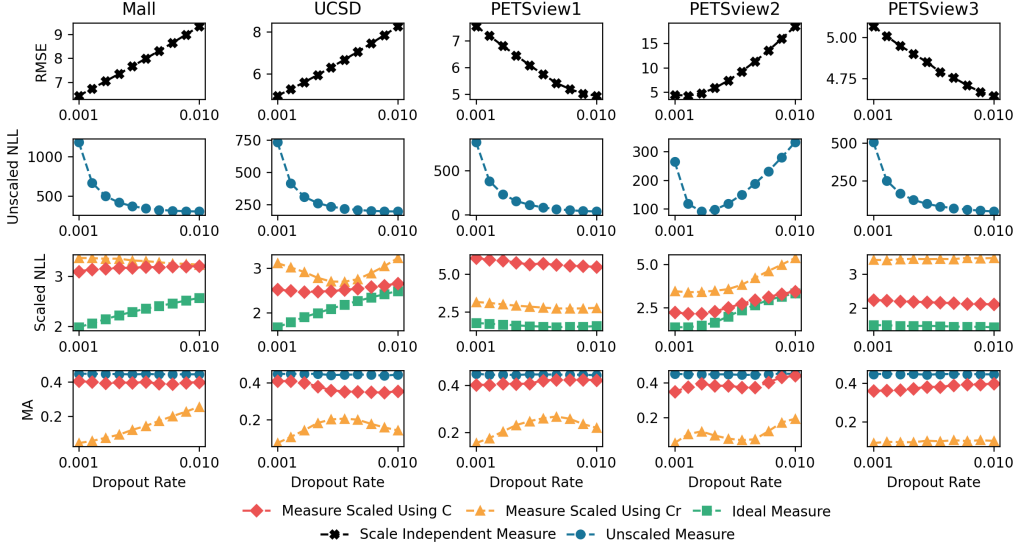 Mall UCSD PETSview1 PETSview2 PETSview3
RMSE
9 8 7
8 6
7 6 5
15 10 5
5.00 4.75
0.001 0.010 0.001 0.010 0.001 0.010 0.001 0.010 0.001 0.010
Unscaled NLL
1000 500
750 500 250
500 0
300 200 100
500 250
0.001 0.010 0.001 0.010 0.001 0.010 0.001 0.010 0.001 0.010
Scaled NLL
3 2
3 2
5.0 2.5
5.0 2.5
3 2
0.001 0.010 0.001 0.010 0.001 0.010 0.001 0.010 0.001 0.010
MA
0.4 0.2
0.4 0.2
0.4 0.2
0.4 0.2
0.4 0.2
0.001 0.010 0.001 0.010 0.001 0.010 0.001 0.010 0.001 0.010
Dropout Rate Dropout Rate Dropout Rate Dropout Rate Dropout Rate
Measure Scaled Using C Measure Scaled Using Cr Ideal Measure
Scale Independent Measure Unscaled Measure